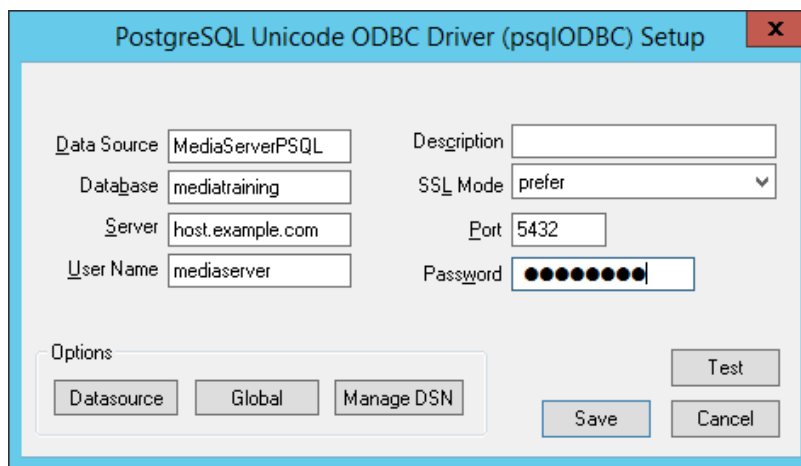 PostgreSQL Unicode ODBC Driver (psqlODBC) Setup
x
Data Source MediaServerPSQL
Description
Database mediatraining
SSL Mode prefer
Server host.example.com
Port 5432
User Name mediaserver
Password ●●●●●●●●
Options
Datasource Global Manage DSN
Test
Save Cancel